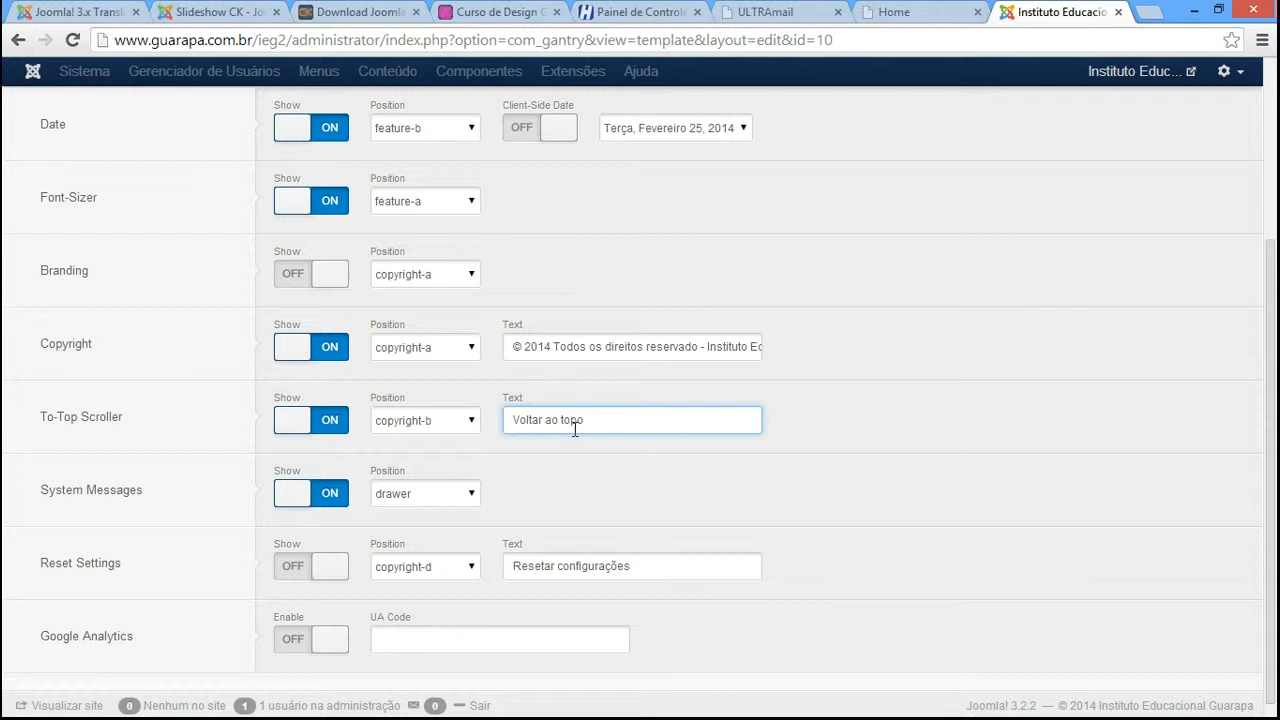 Joomla! 3.x Transl
Slideshow CK - Jo
Download Joomla
Curso de Design G
Painel de Control
ULTRAmail
Home
Instituto Educacio
www.guarapa.com.br/ieg2/administrator/index.php?option=com_gantry&view=template&layout=edit&id=10
Sistema Gerenciador de Usuários Menus Conteúdo Componentes Extensões Ajuda Instituto Educ...
Show Position Client-Side Date
Date ON feature-b OFF Terça, Fevereiro 25, 2014
Show Position
Font-Sizer ON feature-a
Show Position
Branding OFF copyright-a
Show Position Text
Copyright ON copyright-a © 2014 Todos os direitos reservado - Instituto Ed
Show Position Text
To-Top Scroller ON copyright-b Voltar ao topo
Show Position
System Messages ON drawer
Show Position Text
Reset Settings OFF copyright-d Resetar configurações
Enable UA Code
Google Analytics OFF
Visualizar site 0 Nenhum no site 1 1 usuário na administração 0 Sair Joomla! 3.2.2 — © 2014 Instituto Educacional Guarapa